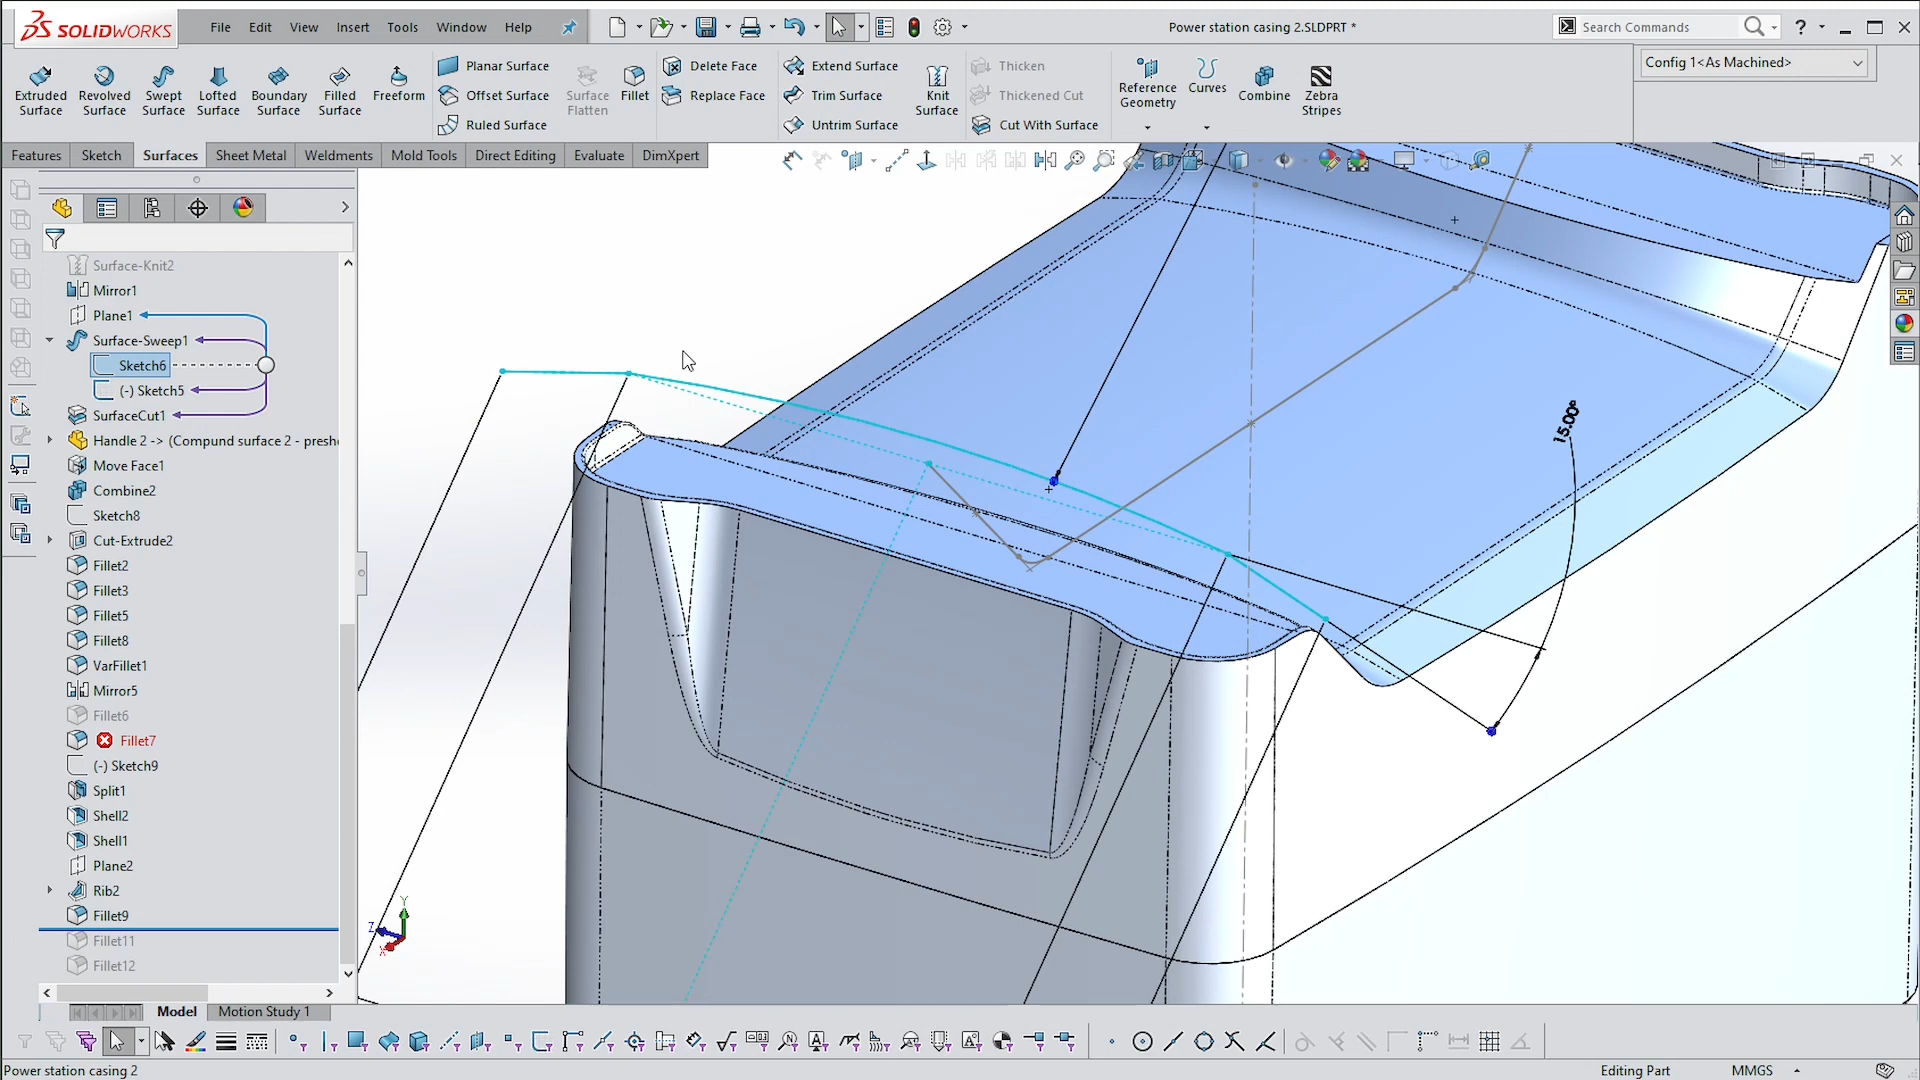 SOLIDWORKS File Edit View Insert Tools Window Help Power station casing 2.SLDPRT * Search Commands ?
Config 1<As Machined>
Extruded Surface
Revolved Surface
Swept Surface
Lofted Surface
Boundary Surface
Filled Surface
Freeform
Planar Surface
Offset Surface
Ruled Surface
Surface Flatten
Fillet
Delete Face
Replace Face
Extend Surface
Trim Surface
Untrim Surface
Knit Surface
Thicken
Thickened Cut
Cut With Surface
Reference Geometry
Curves
Combine
Zebra Stripes
Features Sketch Surfaces Sheet Metal Weldments Mold Tools Direct Editing Evaluate DimXpert
Surface-Knit2
Mirror1
Plane1
Surface-Sweep1
Sketch6
(-) Sketch5
SurfaceCut1
Handle 2 -> (Compund surface 2 - presh
Move Face1
Combine2
Sketch8
Cut-Extrude2
Fillet2
Fillet3
Fillet5
Fillet8
VarFillet1
Mirror5
Fillet6
Fillet7
(-) Sketch9
Split1
Shell2
Shell1
Plane2
Rib2
Fillet9
Fillet11
Fillet12
15.00°
Y
Z
X
Model Motion Study 1
Power station casing 2 Editing Part MMGS